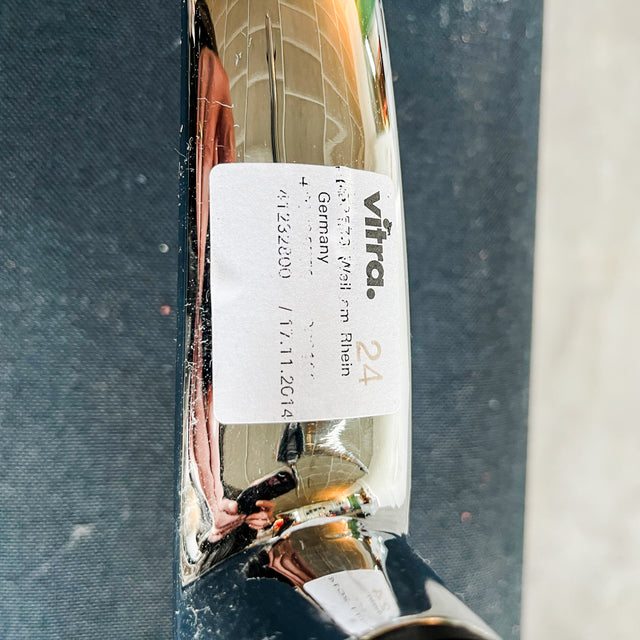 vitra.
24
Weil am Rhein
Germany
41232800 / 17.11.2014